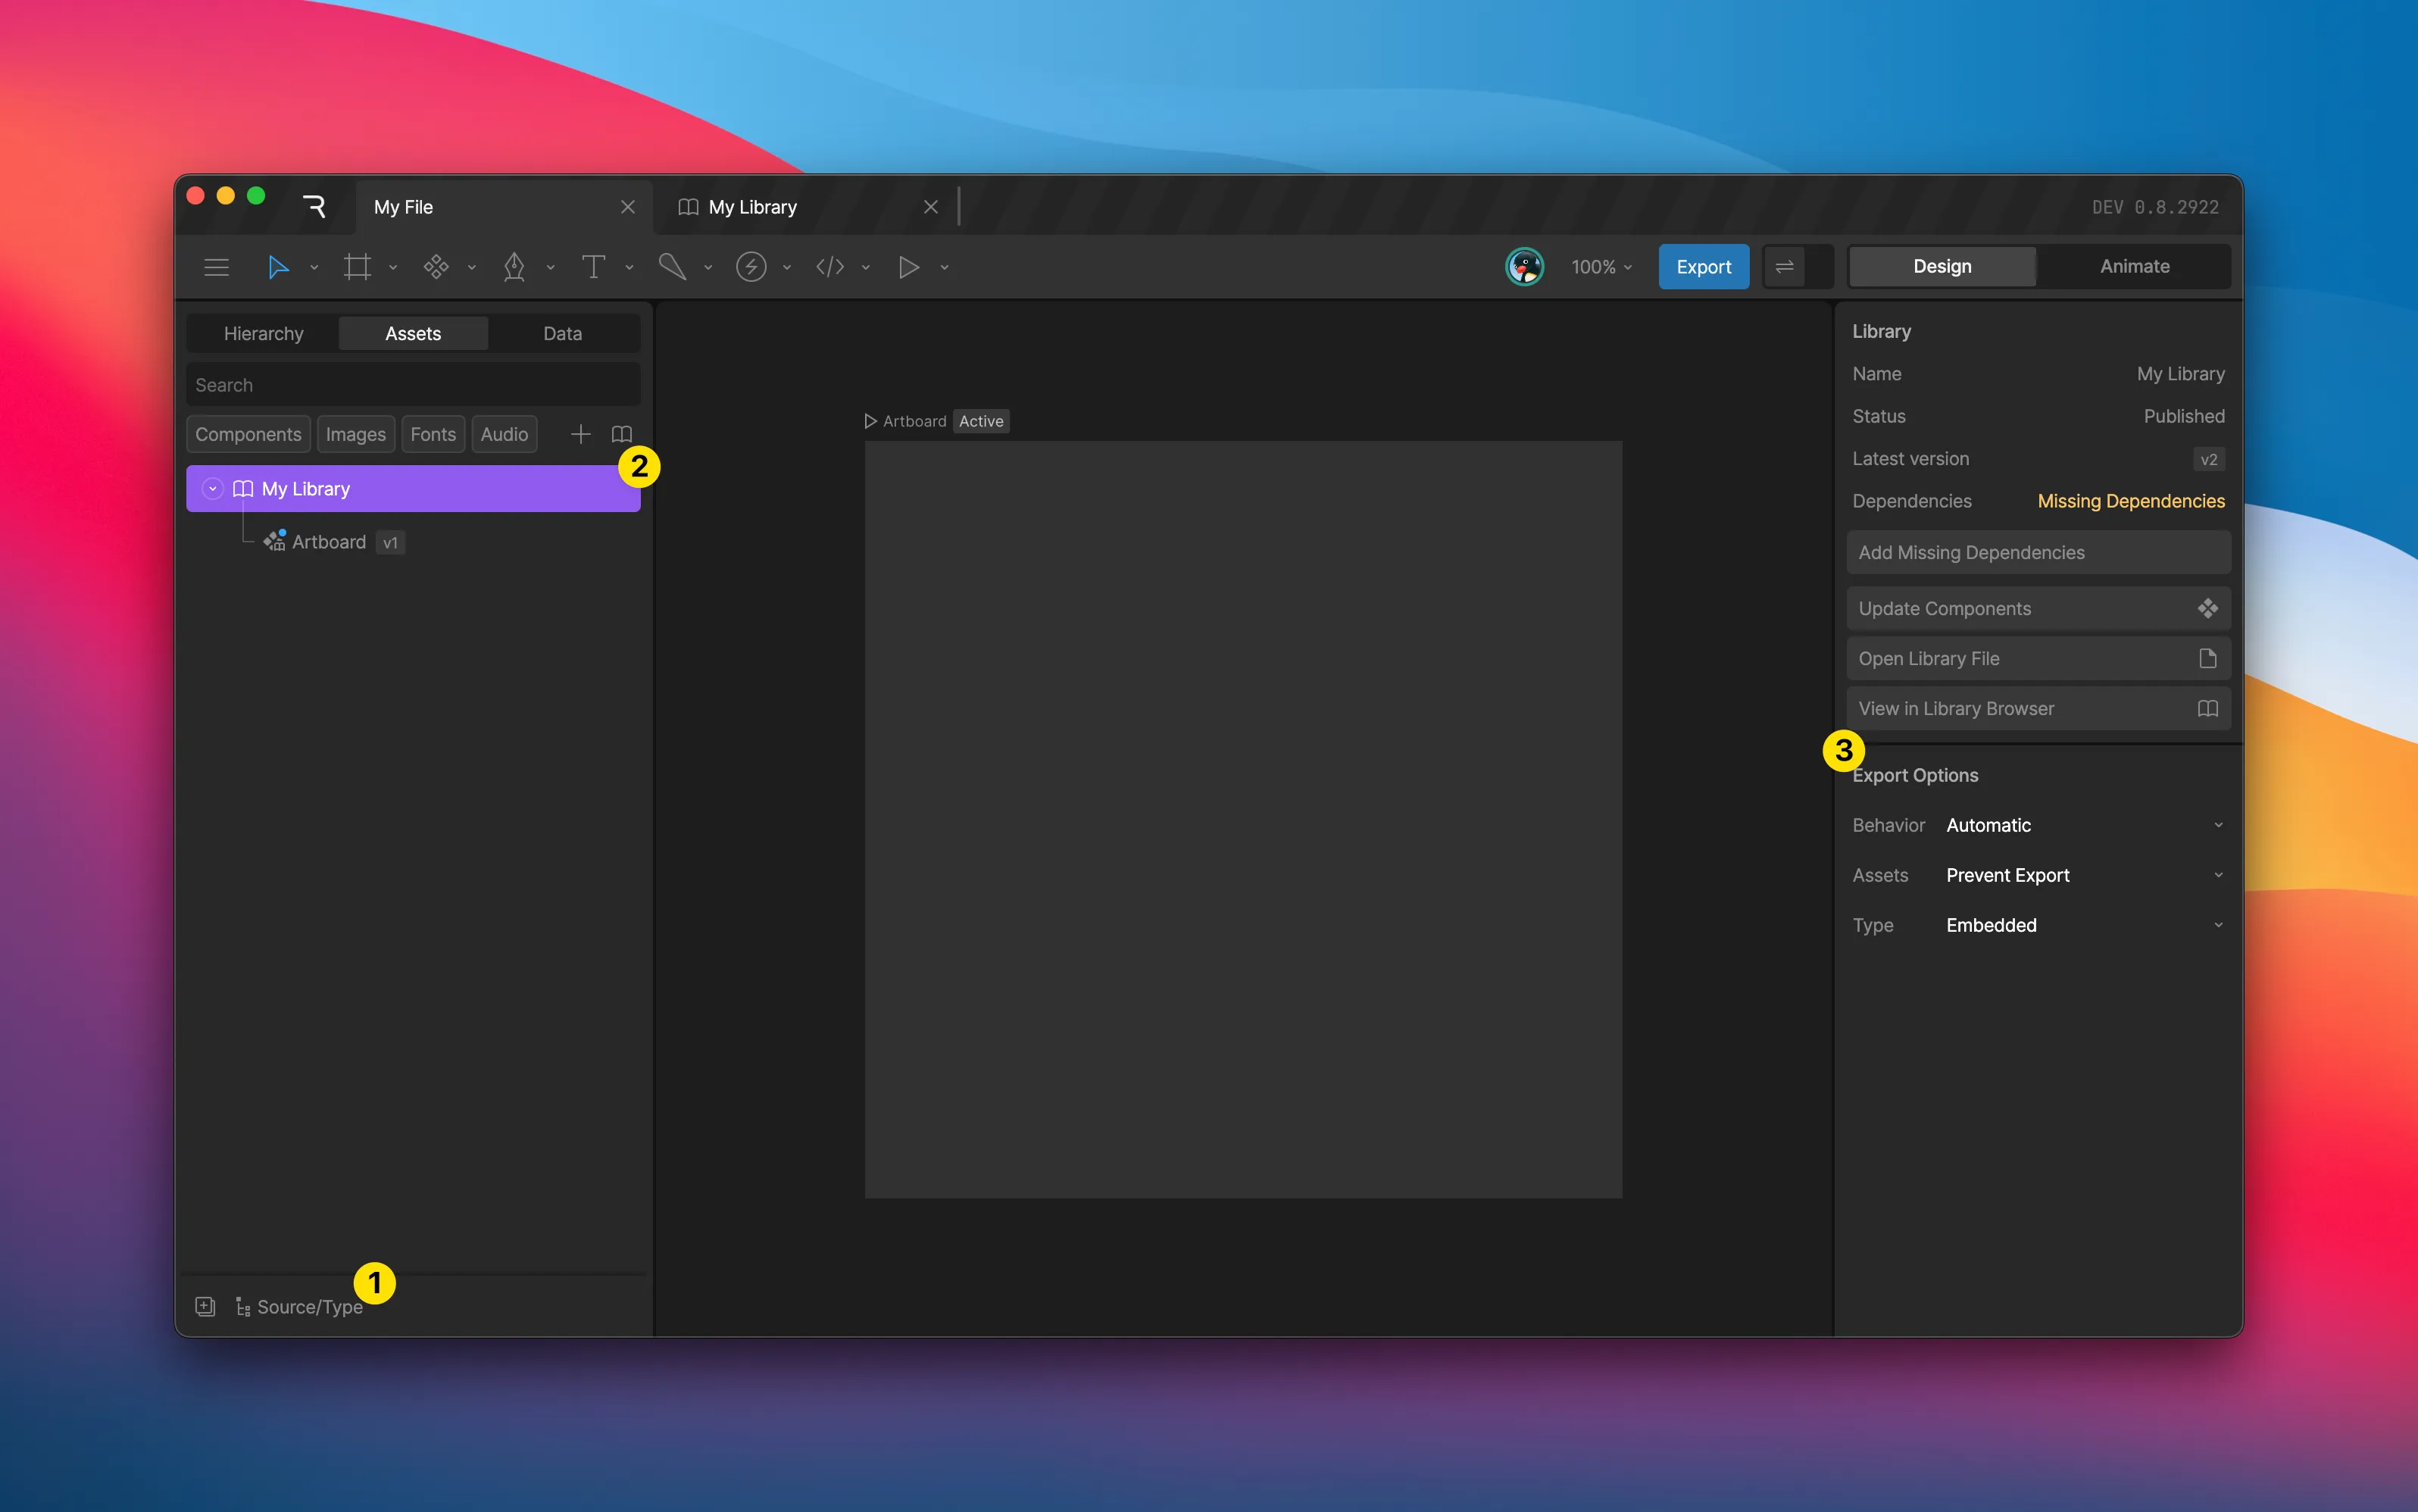 My File
My Library
DEV 0.8.2922
100%
Export
Design
Animate
Hierarchy
Assets
Data
Search
Components
Images
Fonts
Audio
2
My Library
Artboard v1
1
Source/Type
Artboard Active
Library
Name My Library
Status Published
Latest version v2
Dependencies Missing Dependencies
Add Missing Dependencies
Update Components
Open Library File
View in Library Browser
3
Export Options
Behavior Automatic
Assets Prevent Export
Type Embedded